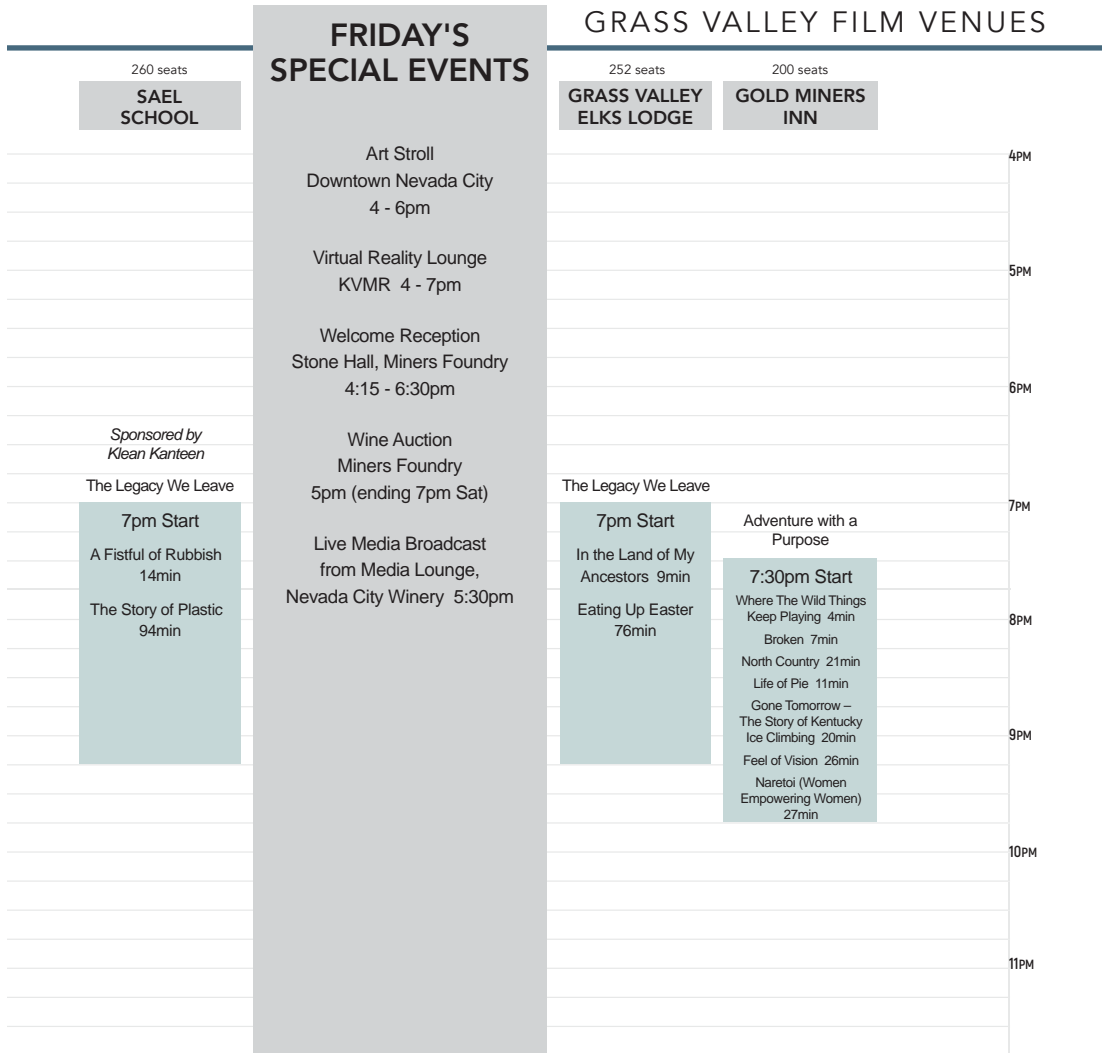 GRASS VALLEY FILM VENUES
260 seats
SAEL
SCHOOL
Sponsored by
Klean Kanteen
The Legacy We Leave
7pm Start
A Fistful of Rubbish
14min
The Story of Plastic
94min
FRIDAY'S
SPECIAL EVENTS
Art Stroll
Downtown Nevada City
4 - 6pm
Virtual Reality Lounge
KVMR 4 - 7pm
Welcome Reception
Stone Hall, Miners Foundry
4:15 - 6:30pm
Wine Auction
Miners Foundry
5pm (ending 7pm Sat)
Live Media Broadcast
from Media Lounge,
Nevada City Winery 5:30pm
252 seats
GRASS VALLEY
ELKS LODGE
The Legacy We Leave
7pm Start
In the Land of My
Ancestors 9min
Eating Up Easter
76min
200 seats
GOLD MINERS
INN
Adventure with a
Purpose
7:30pm Start
Where The Wild Things
Keep Playing 4min
Broken 7min
North Country 21min
Life of Pie 11min
Gone Tomorrow –
The Story of Kentucky
Ice Climbing 20min
Feel of Vision 26min
Naretoi (Women
Empowering Women)
27min
4PM
5PM
6PM
7PM
8PM
9PM
10PM
11PM